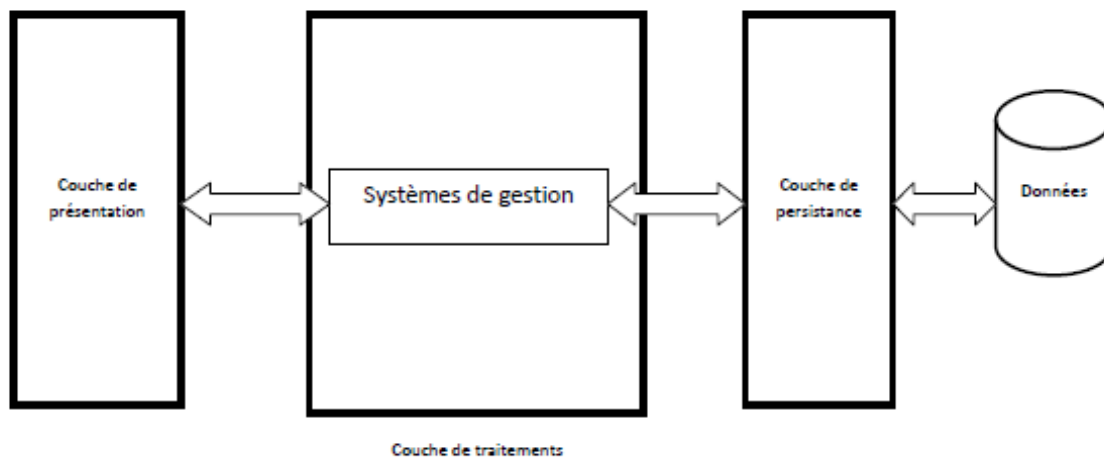 Couche de
présentation
Systèmes de gestion
Couche de
persistance
Données
Couche de traitements